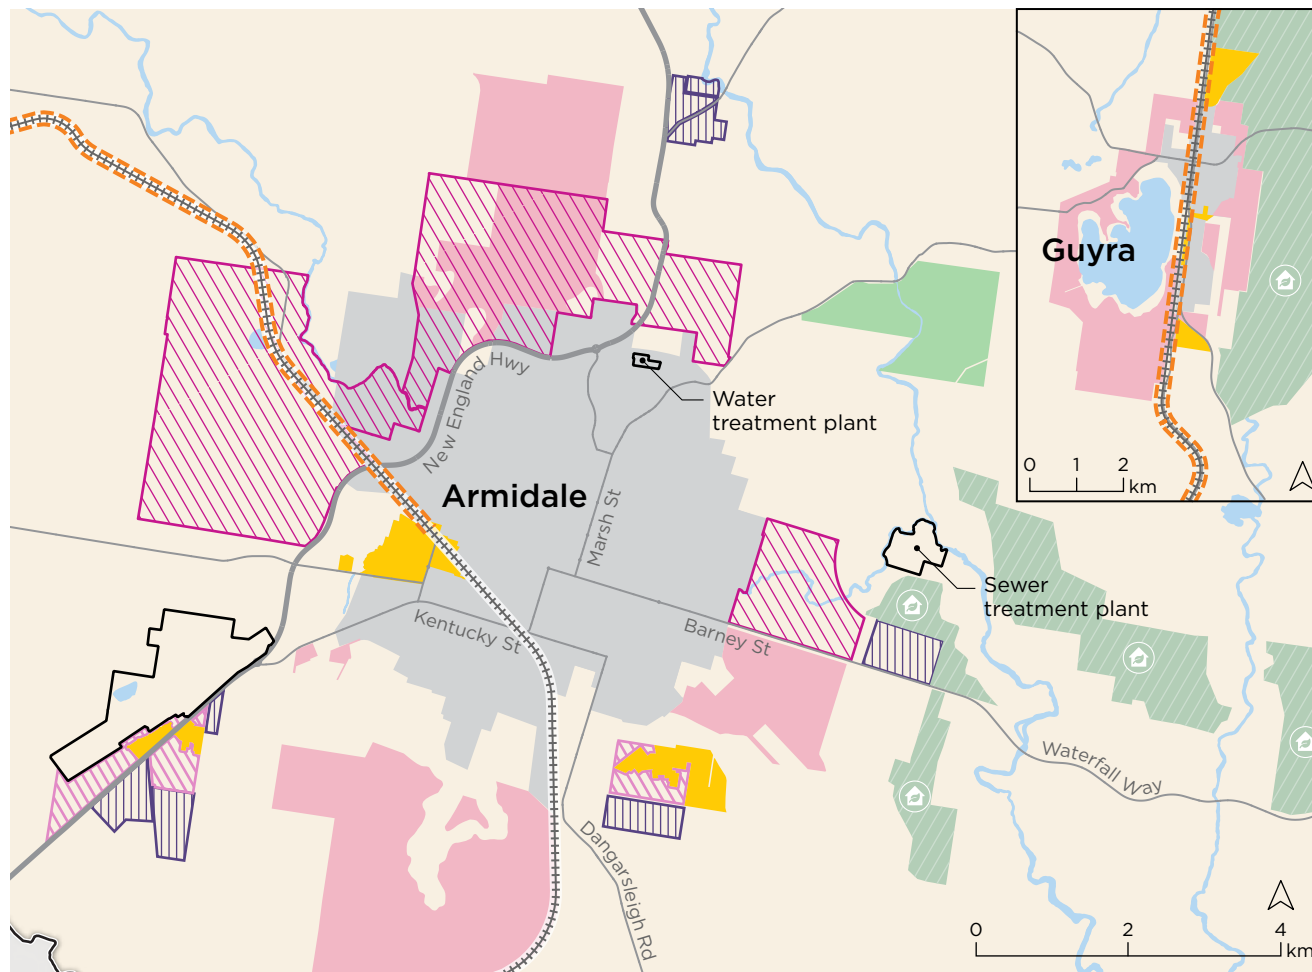 Guyra
0 1 2
km
New England Hwy
Water
treatment plant
Armidale
Marsh St
Sewer
treatment plant
Kentucky St
Barney St
Waterfall Way
Dangarsleigh Rd
0 2 4
km